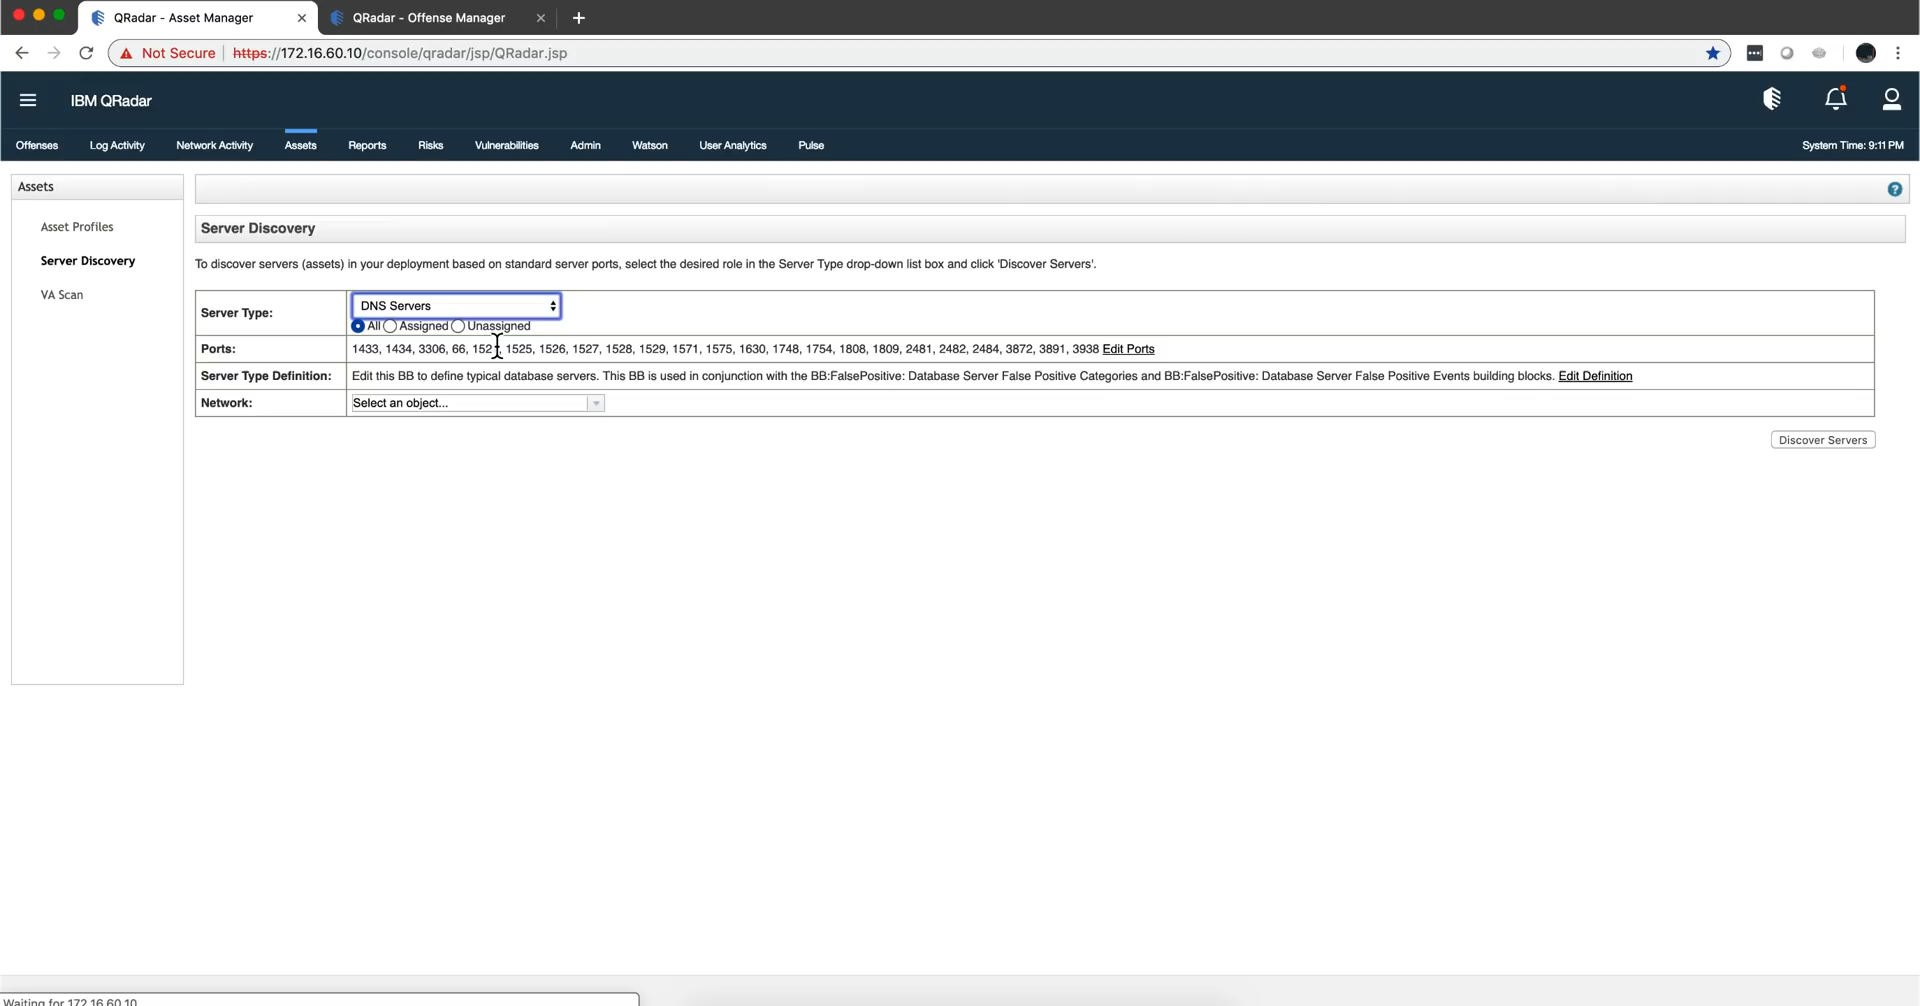 QRadar - Asset Manager
QRadar - Offense Manager
Not Secure https://172.16.60.10/console/qradar/jsp/QRadar.jsp
IBM QRadar
Offenses Log Activity Network Activity Assets Reports Risks Vulnerabilities Admin Watson User Analytics Pulse System Time: 9:11 PM
Assets
Asset Profiles
Server Discovery
VA Scan
Server Discovery
To discover servers (assets) in your deployment based on standard server ports, select the desired role in the Server Type drop-down list box and click 'Discover Servers'.
Server Type: DNS Servers
All Assigned Unassigned
Ports: 1433, 1434, 3306, 66, 152 , 1525, 1526, 1527, 1528, 1529, 1571, 1575, 1630, 1748, 1754, 1808, 1809, 2481, 2482, 2484, 3872, 3891, 3938 Edit Ports
Server Type Definition: Edit this BB to define typical database servers. This BB is used in conjunction with the BB:FalsePositive: Database Server False Positive Categories and BB:FalsePositive: Database Server False Positive Events building blocks. Edit Definition
Network: Select an object...
Discover Servers
Waiting for 172.16.60.10